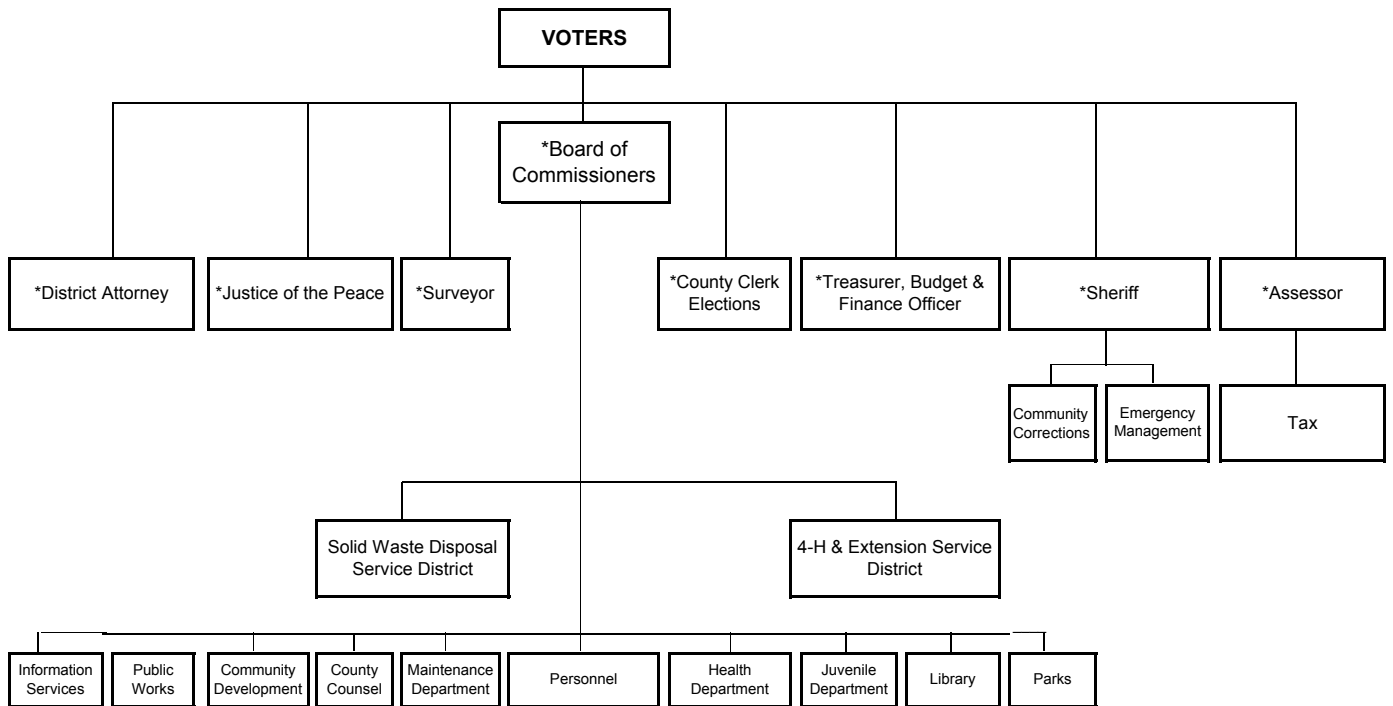 VOTERS
*Board of
Commissioners
*District Attorney
*Justice of the Peace
*Surveyor
*County Clerk
Elections
*Treasurer, Budget &
Finance Officer
*Sheriff
*Assessor
Community
Corrections
Emergency
Management
Tax
Solid Waste Disposal
Service District
4-H & Extension Service
District
Information
Services
Public
Works
Community
Development
County
Counsel
Maintenance
Department
Personnel
Health
Department
Juvenile
Department
Library
Parks